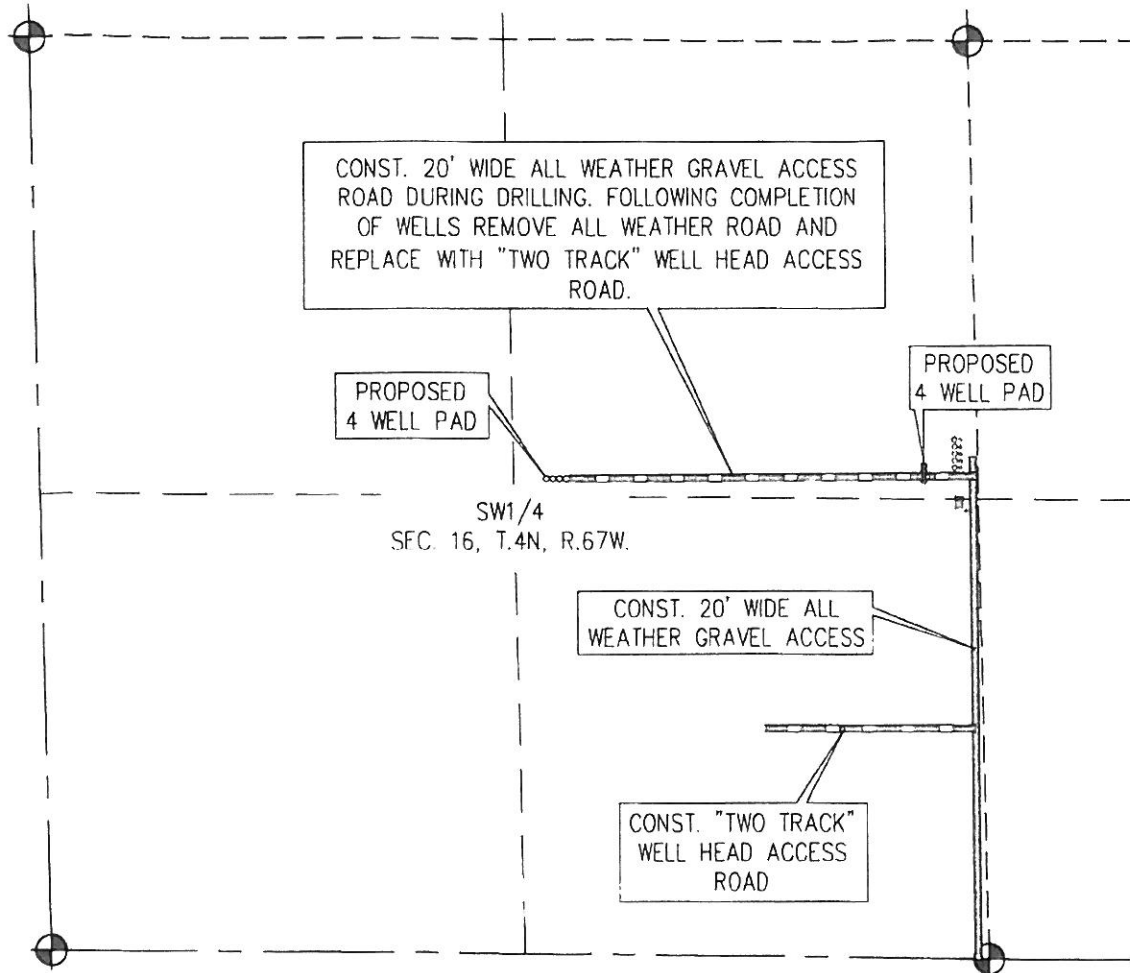 CONST. 20' WIDE ALL WEATHER GRAVEL ACCESS
ROAD DURING DRILLING. FOLLOWING COMPLETION
OF WELLS REMOVE ALL WEATHER ROAD AND
REPLACE WITH "TWO TRACK" WELL HEAD ACCESS
ROAD.
PROPOSED
4 WELL PAD
PROPOSED
4 WELL PAD
SW1/4
SEC. 16, T.4N, R.67W.
CONST. 20' WIDE ALL
WEATHER GRAVEL ACCESS
CONST. "TWO TRACK"
WELL HEAD ACCESS
ROAD